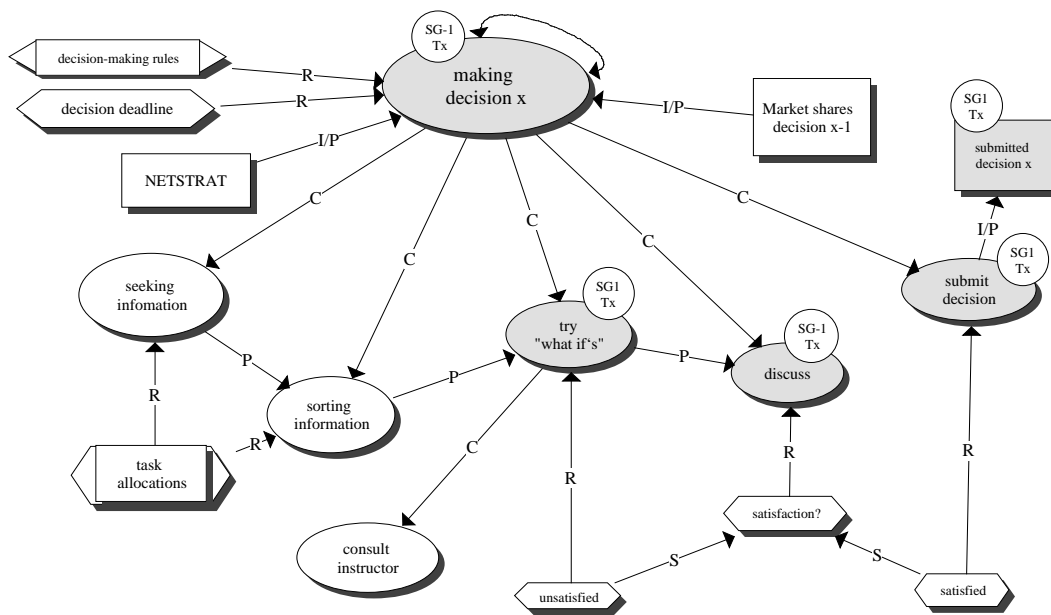 SG-1
Tx
decision-making rules
R
making
decision x
decision deadline
R
I/P
Market shares
decision x-1
SG1
Tx
submitted
decision x
I/P
NETSTRAT
C
C
C
C
C
I/P
SG1
Tx
seeking
infomation
SG1
Tx
submit
decision
try
"what if's"
SG-1
Tx
P
P
P
discuss
sorting
information
R
R
task
allocations
C
R
R
R
satisfaction?
consult
instructor
S
S
unsatisfied
satisfied